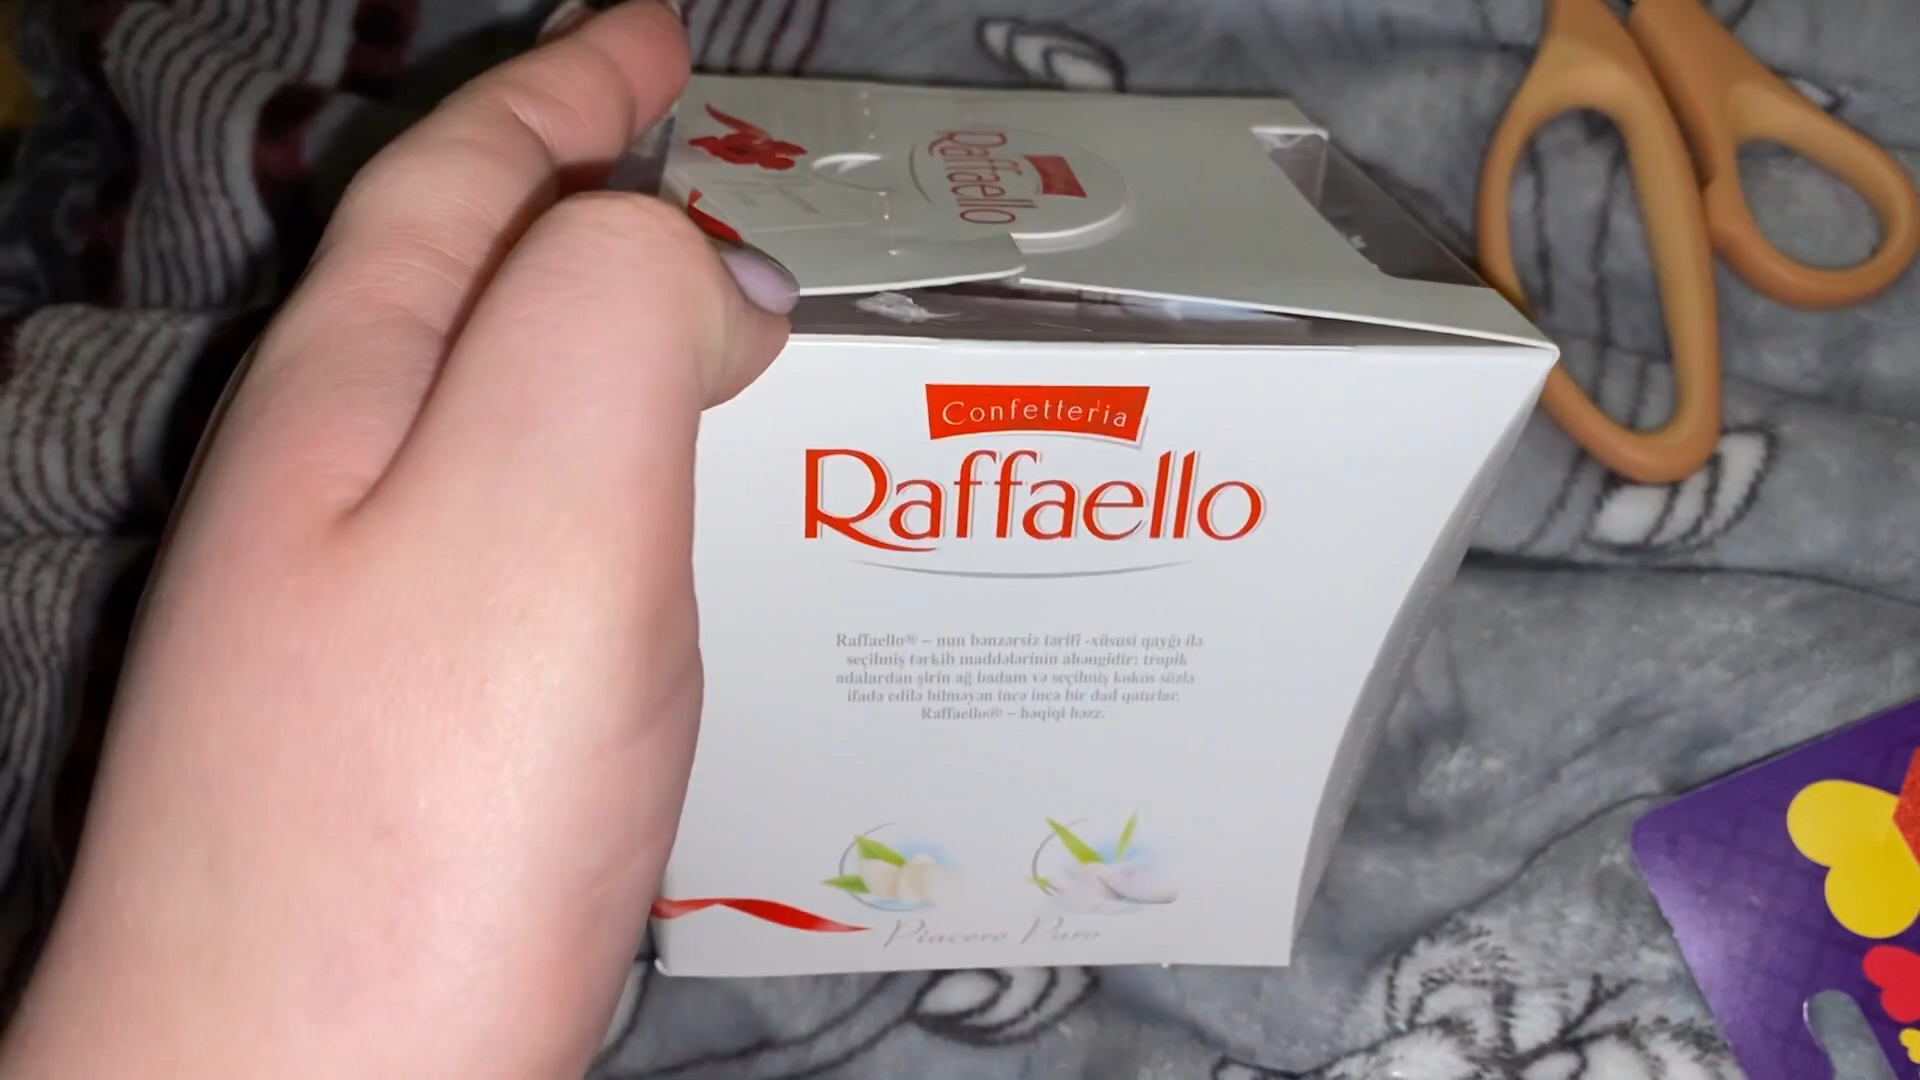 Raffaello
Confetteria
Raffaello
Raffaello® – nun bənzərsiz tərifi -xüsusi qayğı ilə
seçilmiş tərkib maddələrinin ahəngidir: tropik
adalardan şirin ağ badam və seçilmiş kokos sözlə
ifadə edilə bilməyən incə incə bir dad qatırlar.
Raffaello® – həqiqi həzz.
Piacere Puro